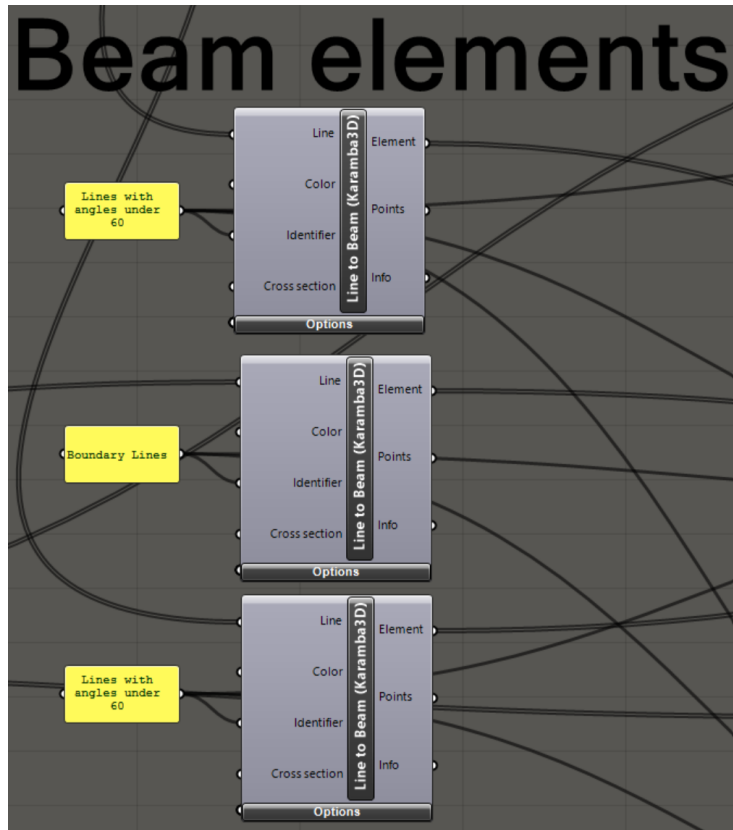 Beam elements
Lines with
angles under
60
Line
Color
Identifier
Cross section
Line to Beam (Karamba3D)
Element
Points
Info
Options
Boundary Lines
Line
Color
Identifier
Cross section
Line to Beam (Karamba3D)
Element
Points
Info
Options
Lines with
angles under
60
Line
Color
Identifier
Cross section
Line to Beam (Karamba3D)
Element
Points
Info
Options